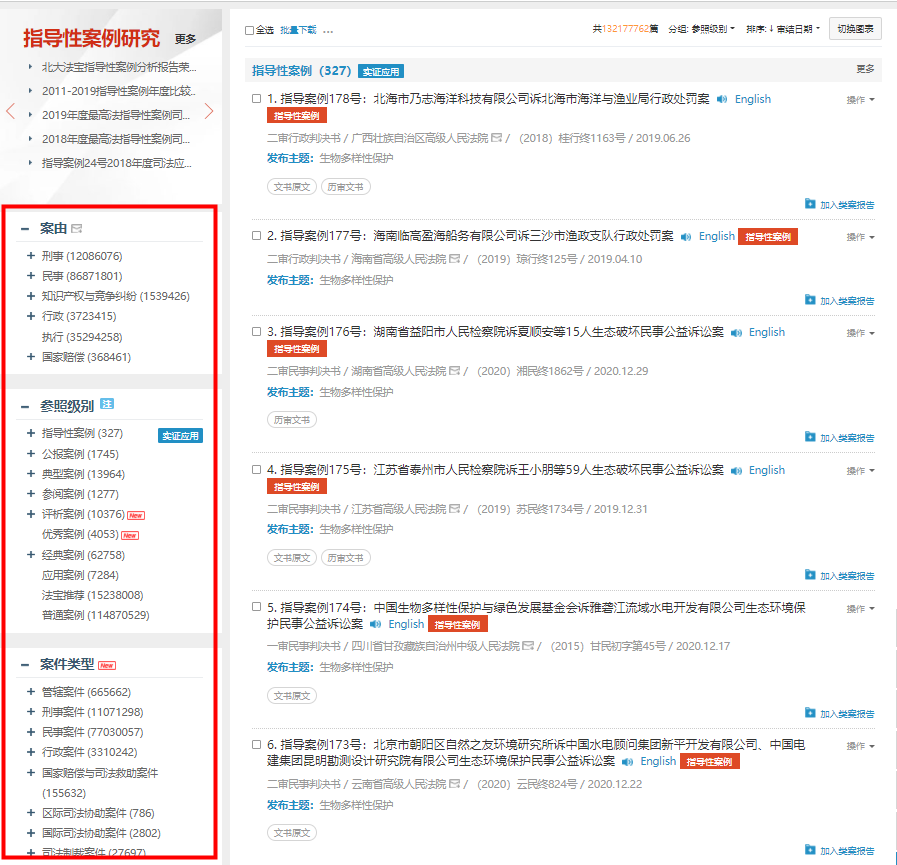 指导性案例研究 更多
北大法宝指导性案例分析报告荣...
2011-2019指导性案例年度比较..
2019年度最高法指导性案例司...
2018年度最高法指导性案例司...
指导案例24号2018年度司法应...
案由
刑事 (12086076)
民事 (86871801)
知识产权与竞争纠纷 (1539426)
行政 (3723415)
执行 (35294258)
国家赔偿 (368461)
参照级别 注
指导性案例 (327) 实证应用
公报案例 (1745)
典型案例 (13964)
参阅案例 (1277)
评析案例 (10376) New
优秀案例 (4053) New
经典案例 (62758)
应用案例 (7284)
法宝推荐 (15238008)
普通案例 (114870529)
案件类型 New
管辖案件 (665662)
刑事案件 (11071298)
民事案件 (77030057)
行政案件 (3310242)
国家赔偿与司法救助案件
(155632)
区际司法协助案件 (786)
国际司法协助案件 (2802)
司法制裁案件 (27697)
全选 批量下载 ... 共132177762篇 分组: 参照级别 排序: ↓ 审结日期 切换图表
指导性案例 (327) 实证应用 更多
1. 指导案例178号：北海市乃志海洋科技有限公司诉北海市海洋与渔业局行政处罚案 English 操作
指导性案例
二审行政判决书 / 广西壮族自治区高级人民法院 / （2018）桂行终1163号 / 2019.06.26
发布主题：生物多样性保护
文书原文 历审文书
加入类案报告
2. 指导案例177号：海南临高盈海船务有限公司诉三沙市渔政支队行政处罚案 English 指导性案例 操作
二审行政判决书 / 海南省高级人民法院 / （2019）琼行终125号 / 2019.04.10
发布主题：生物多样性保护
加入类案报告
3. 指导案例176号：湖南省益阳市人民检察院诉夏顺安等15人生态破坏民事公益诉讼案 English 操作
指导性案例
二审民事判决书 / 湖南省高级人民法院 / （2020）湘民终1862号 / 2020.12.29
发布主题：生物多样性保护
历审文书
加入类案报告
4. 指导案例175号：江苏省泰州市人民检察院诉王小朋等59人生态破坏民事公益诉讼案 English 操作
指导性案例
二审民事判决书 / 江苏省高级人民法院 / （2019）苏民终1734号 / 2019.12.31
发布主题：生物多样性保护
文书原文 历审文书
加入类案报告
5. 指导案例174号：中国生物多样性保护与绿色发展基金会诉雅砻江流域水电开发有限公司生态环境保 操作
护民事公益诉讼案 English 指导性案例
一审民事判决书 / 四川省甘孜藏族自治州中级人民法院 / （2015）甘民初字第45号 / 2020.12.17
发布主题：生物多样性保护
文书原文
加入类案报告
6. 指导案例173号：北京市朝阳区自然之友环境研究所诉中国水电顾问集团新平开发有限公司、中国电 操作
建集团昆明勘测设计研究院有限公司生态环境保护民事公益诉讼案 English 指导性案例
二审民事判决书 / 云南省高级人民法院 / （2020）云民终824号 / 2020.12.22
发布主题：生物多样性保护
文书原文
加入类案报告